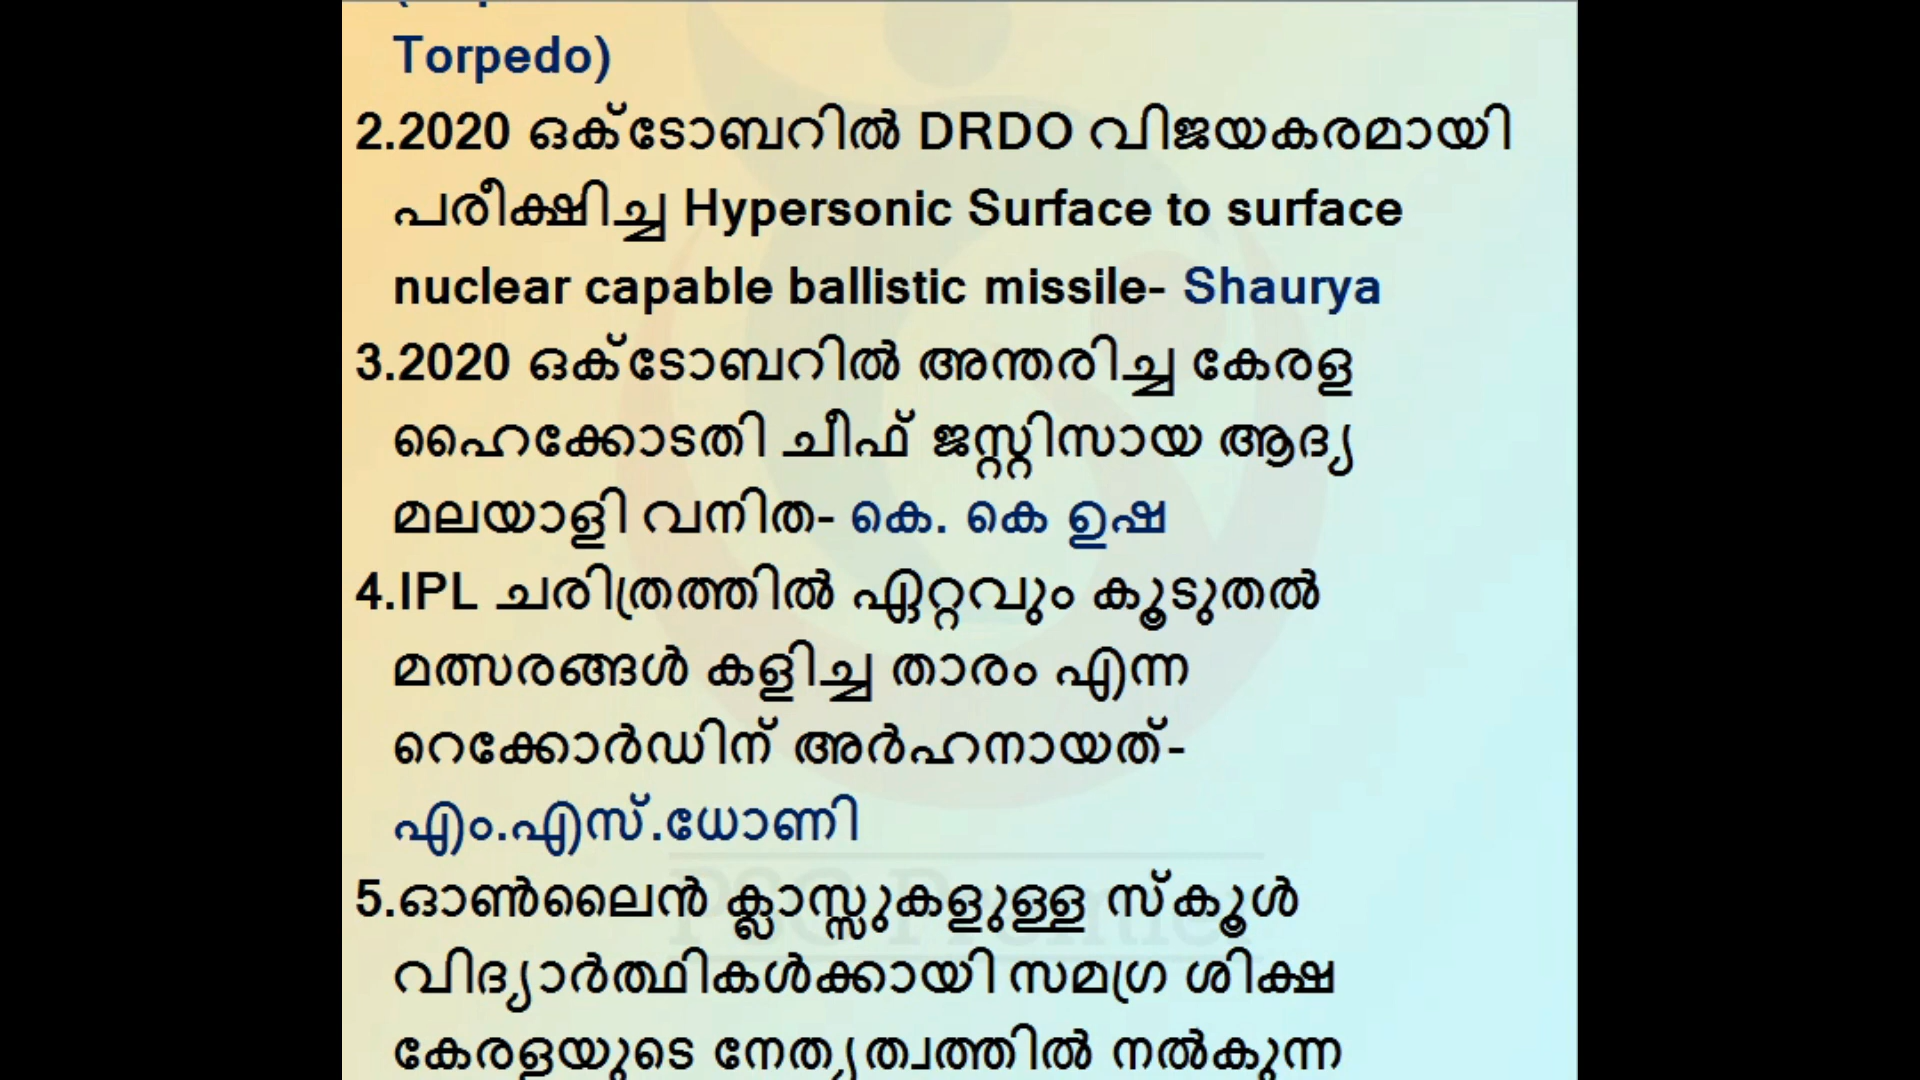 Torpedo)
2.2020 ഒക്ടോബറിൽ DRDO വിജയകരമായി
പരീക്ഷിച്ച Hypersonic Surface to surface
nuclear capable ballistic missile- Shaurya
3.2020 ഒക്ടോബറിൽ അന്തരിച്ച കേരള
ഹൈക്കോടതി ചീഫ് ജസ്റ്റിസായ ആദ്യ
മലയാളി വനിത- കെ. കെ ഉഷ
4.IPL ചരിത്രത്തിൽ ഏറ്റവും കൂടുതൽ
മത്സരങ്ങൾ കളിച്ച താരം എന്ന
റെക്കോർഡിന് അർഹനായത്-
എം.എസ്.ധോണി
PSC Premier
5.ഓൺലൈൻ ക്ലാസ്സുകളുള്ള സ്കൂൾ
വിദ്യാർത്ഥികൾക്കായി സമഗ്ര ശിക്ഷ
കേരളയുടെ നേതൃത്വത്തിൽ നൽകുന്ന